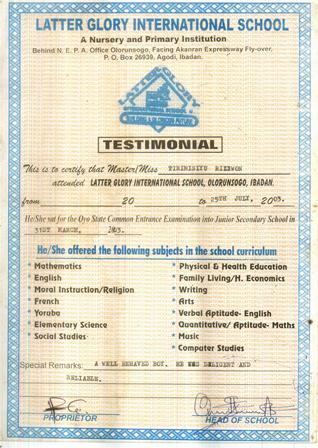 LATTER GLORY INTERNATIONAL SCHOOL
A Nursery and Primary Institution
Behind N. E. P. A. Office Olorunsogo, Facing Akanran Expressway Fly-over,
P. O. Box 26939, Agodi, Ibadan.
LATTER GLORY
INTERNATIONAL SCHOOL
TESTIMONIAL
This is to certify that Master/Miss
attended LATTER GLORY INTERNATIONAL SCHOOL, OLORUNSOGO, IBADAN.
from 20 to 25TH JULY, 2003.
He/She sat for the Oyo State Common Entrance Examination into Junior Secondary School in
31ST MARCH, 2003.
He/She offered the following subjects in the school curriculum
* Mathematics
* English
* Moral Instruction/Religion
* French
* Yoruba
* Elementary Science
* Social Studies
* Physical & Health Education
* Family Living/H. Economics
* Writing
* Arts
* Verbal Aptitude- English
* Quantitative/ Aptitude- Maths
* Music
* Computer Studies
Special Remarks: A WELL BEHAVED BOY. HE WAS DILIGENT AND
RELIABLE.
PROPRIETOR
HEAD OF SCHOOL